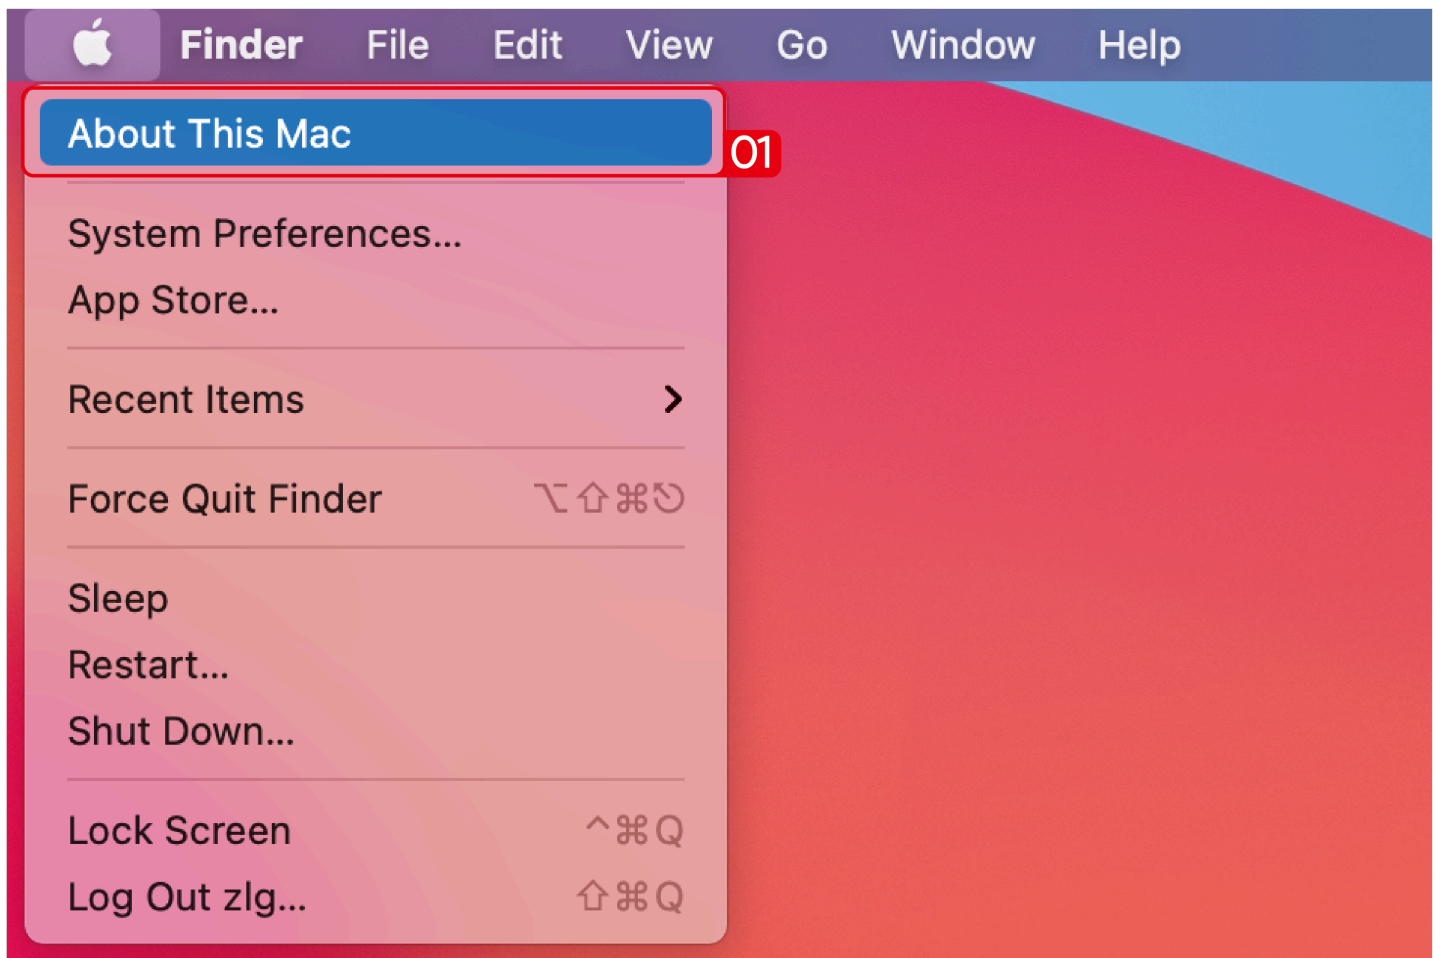 Finder File Edit View Go Window Help
About This Mac
01
System Preferences...
App Store...
Recent Items
Force Quit Finder ⌥⇧⌘⎋
Sleep
Restart...
Shut Down...
Lock Screen ^⌘Q
Log Out zlg... ⇧⌘Q